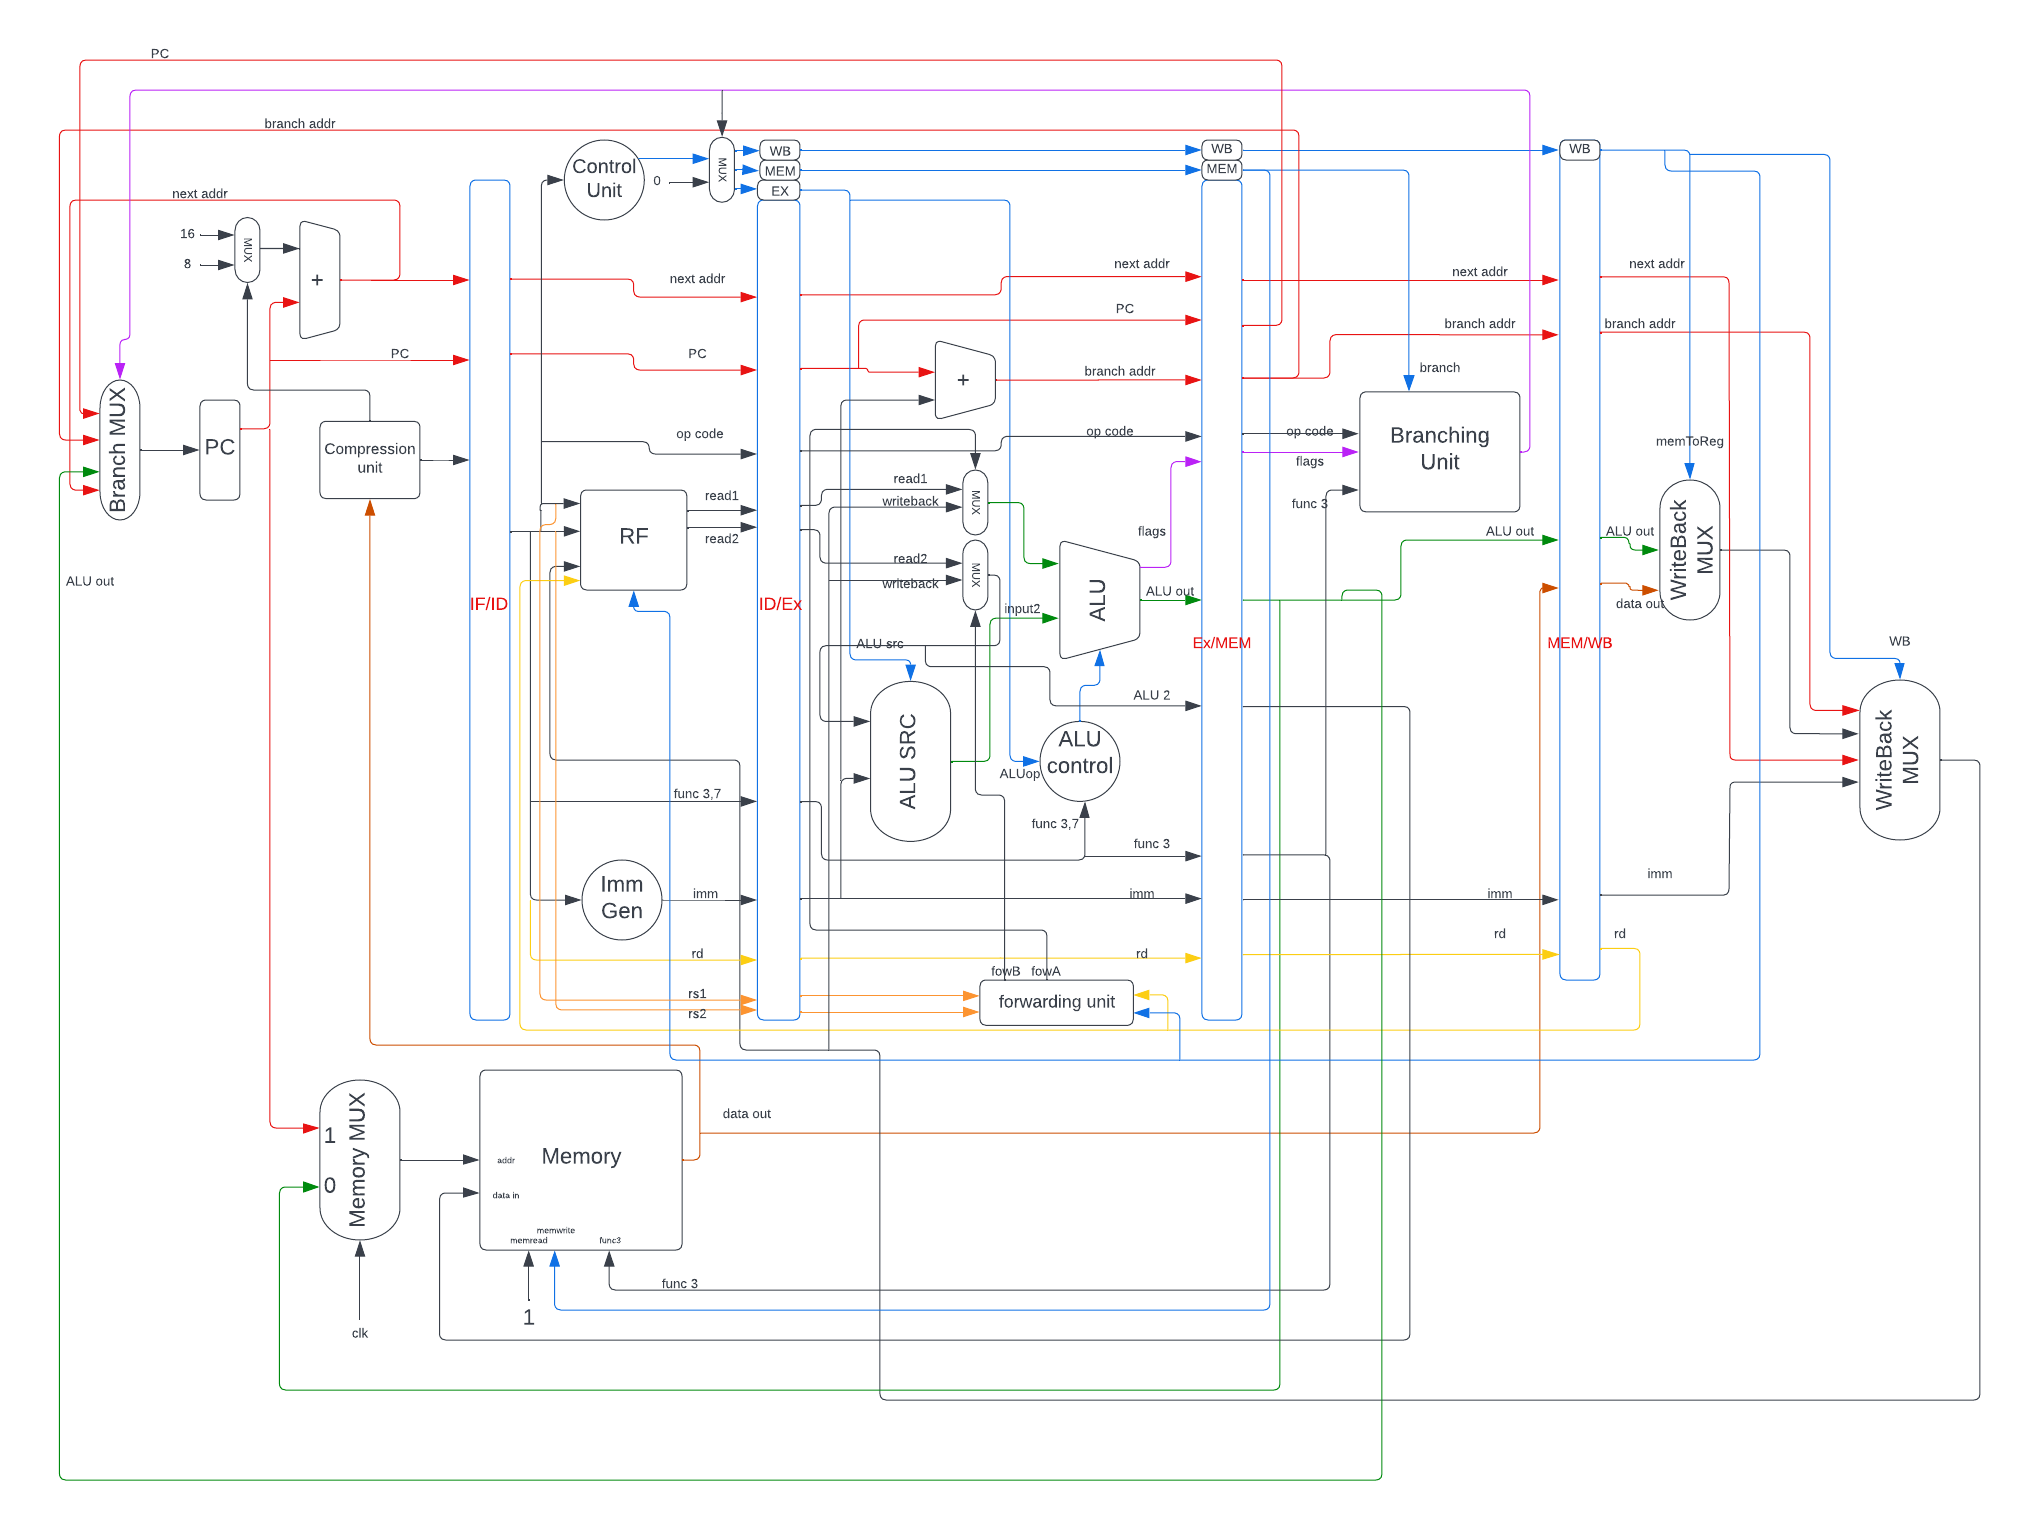 PC
branch addr
next addr
16
8
MUX
+
PC
Branch MUX
PC
Compression
unit
ALU out
IF/ID
Control
Unit
0
MUX
WB
MEM
EX
next addr
PC
op code
RF
read1
read2
ID/Ex
func 3,7
Imm
Gen
imm
rd
rs1
rs2
+
branch addr
next addr
PC
op code
read1
writeback
MUX
read2
writeback
MUX
input2
ALU
flags
ALU out
ALU src
ALU SRC
ALU 2
ALU
control
ALUop
func 3,7
func 3
imm
rd
fowB
fowA
forwarding unit
WB
MEM
Ex/MEM
next addr
branch addr
branch
Branching
Unit
op code
flags
func 3
ALU out
imm
rd
WB
MEM/WB
next addr
branch addr
memToReg
ALU out
data out
WriteBack
MUX
imm
rd
WB
WriteBack
MUX
Memory MUX
1
0
clk
Memory
addr
data in
memwrite
memread
func3
1
data out
func 3